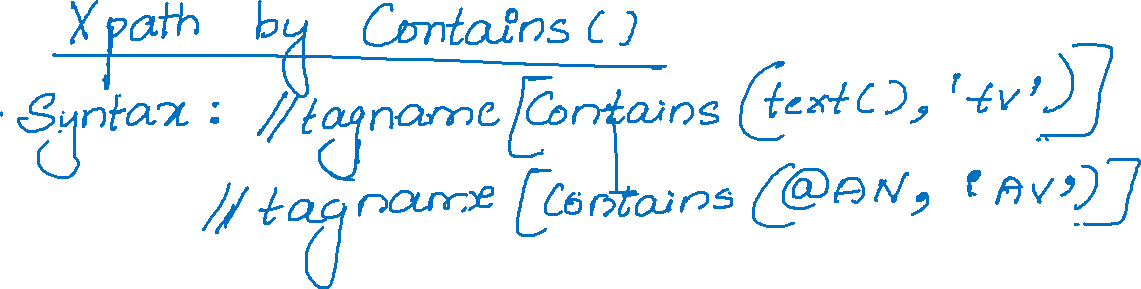 Xpath by Contains()
Syntax: //tagname[Contains(text(), 'tv')]
//tagname[Contains(@AN, 'AV')]